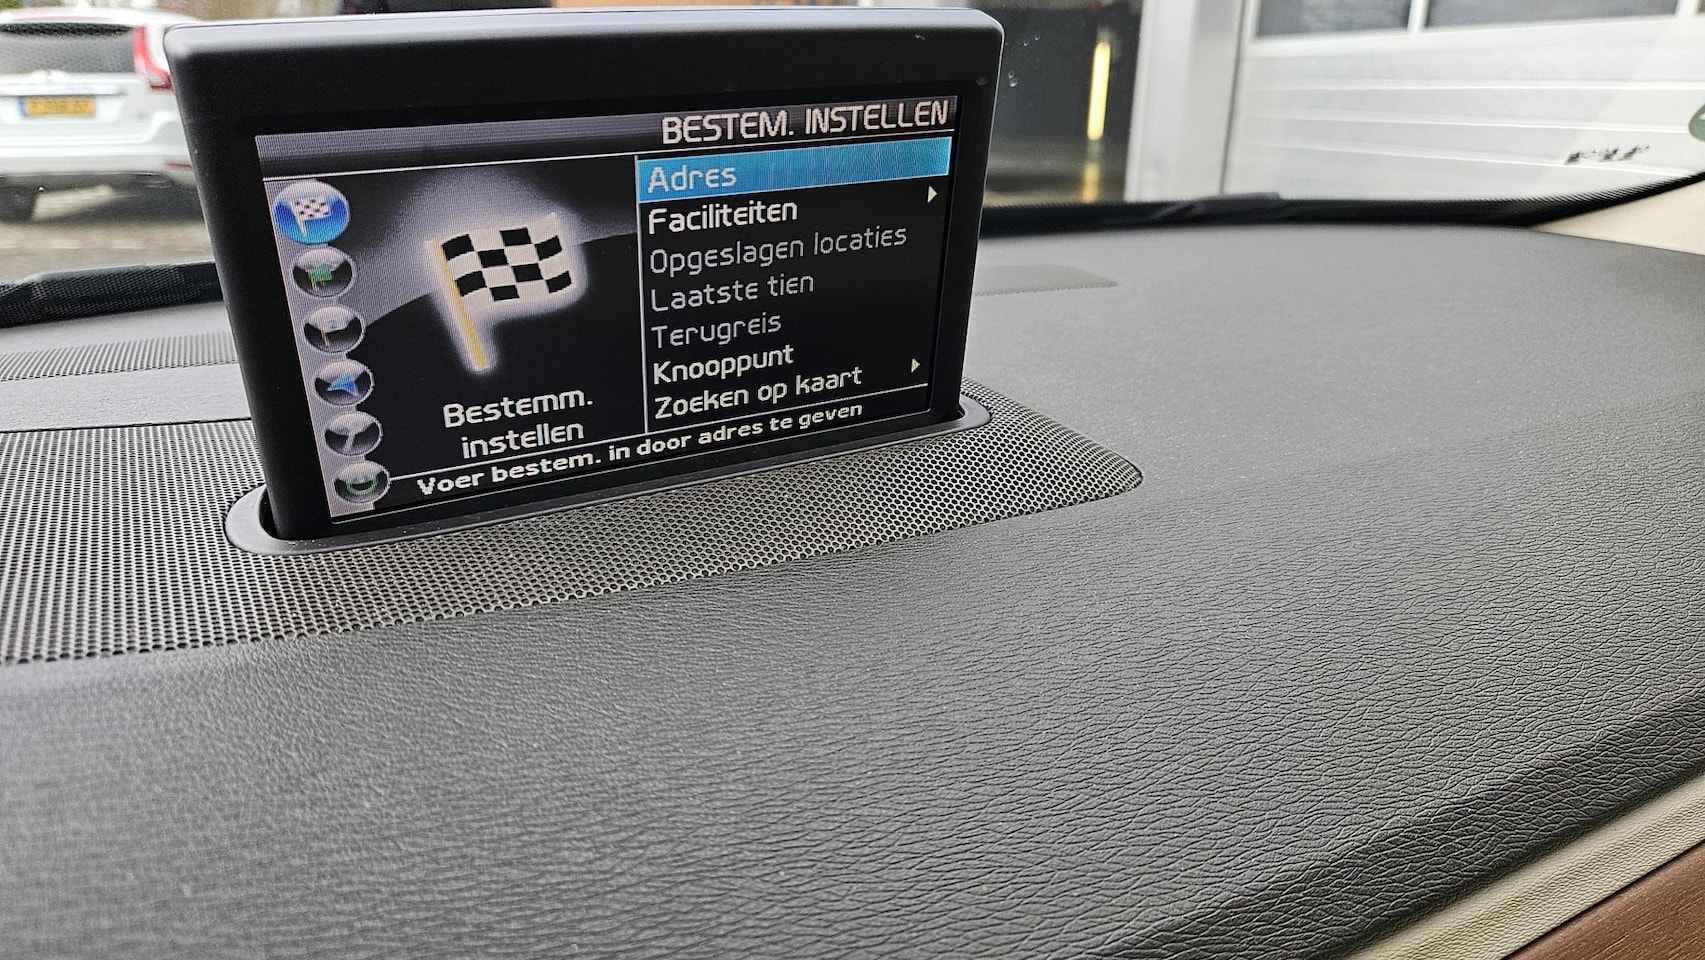 BESTEM. INSTELLEN
Adres
Faciliteiten
Opgeslagen locaties
Laatste tien
Terugreis
Knooppunt
Zoeken op kaart
Bestemm.
instellen
Voer bestem. in door adres te geven